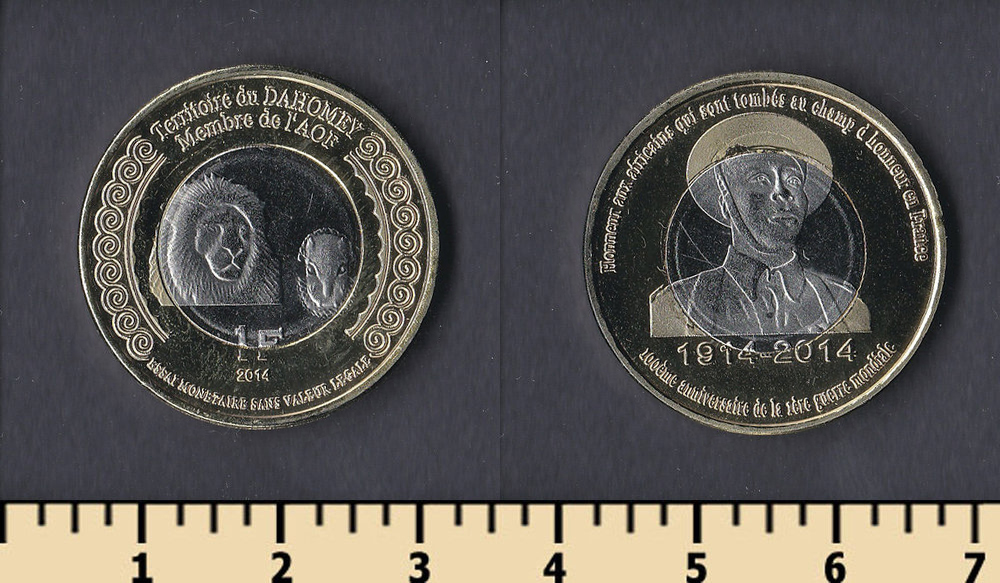 Territoire du DAHOMEY
Membre de l'AOF
1F
2014
ESSAI MONETAIRE SANS VALEUR LEGALE
Honneur aux africains qui sont tombés au champ d honneur en France
1914-2014
100ème anniversaire de la 1ère guerre mondiale
1 2 3 4 5 6 7